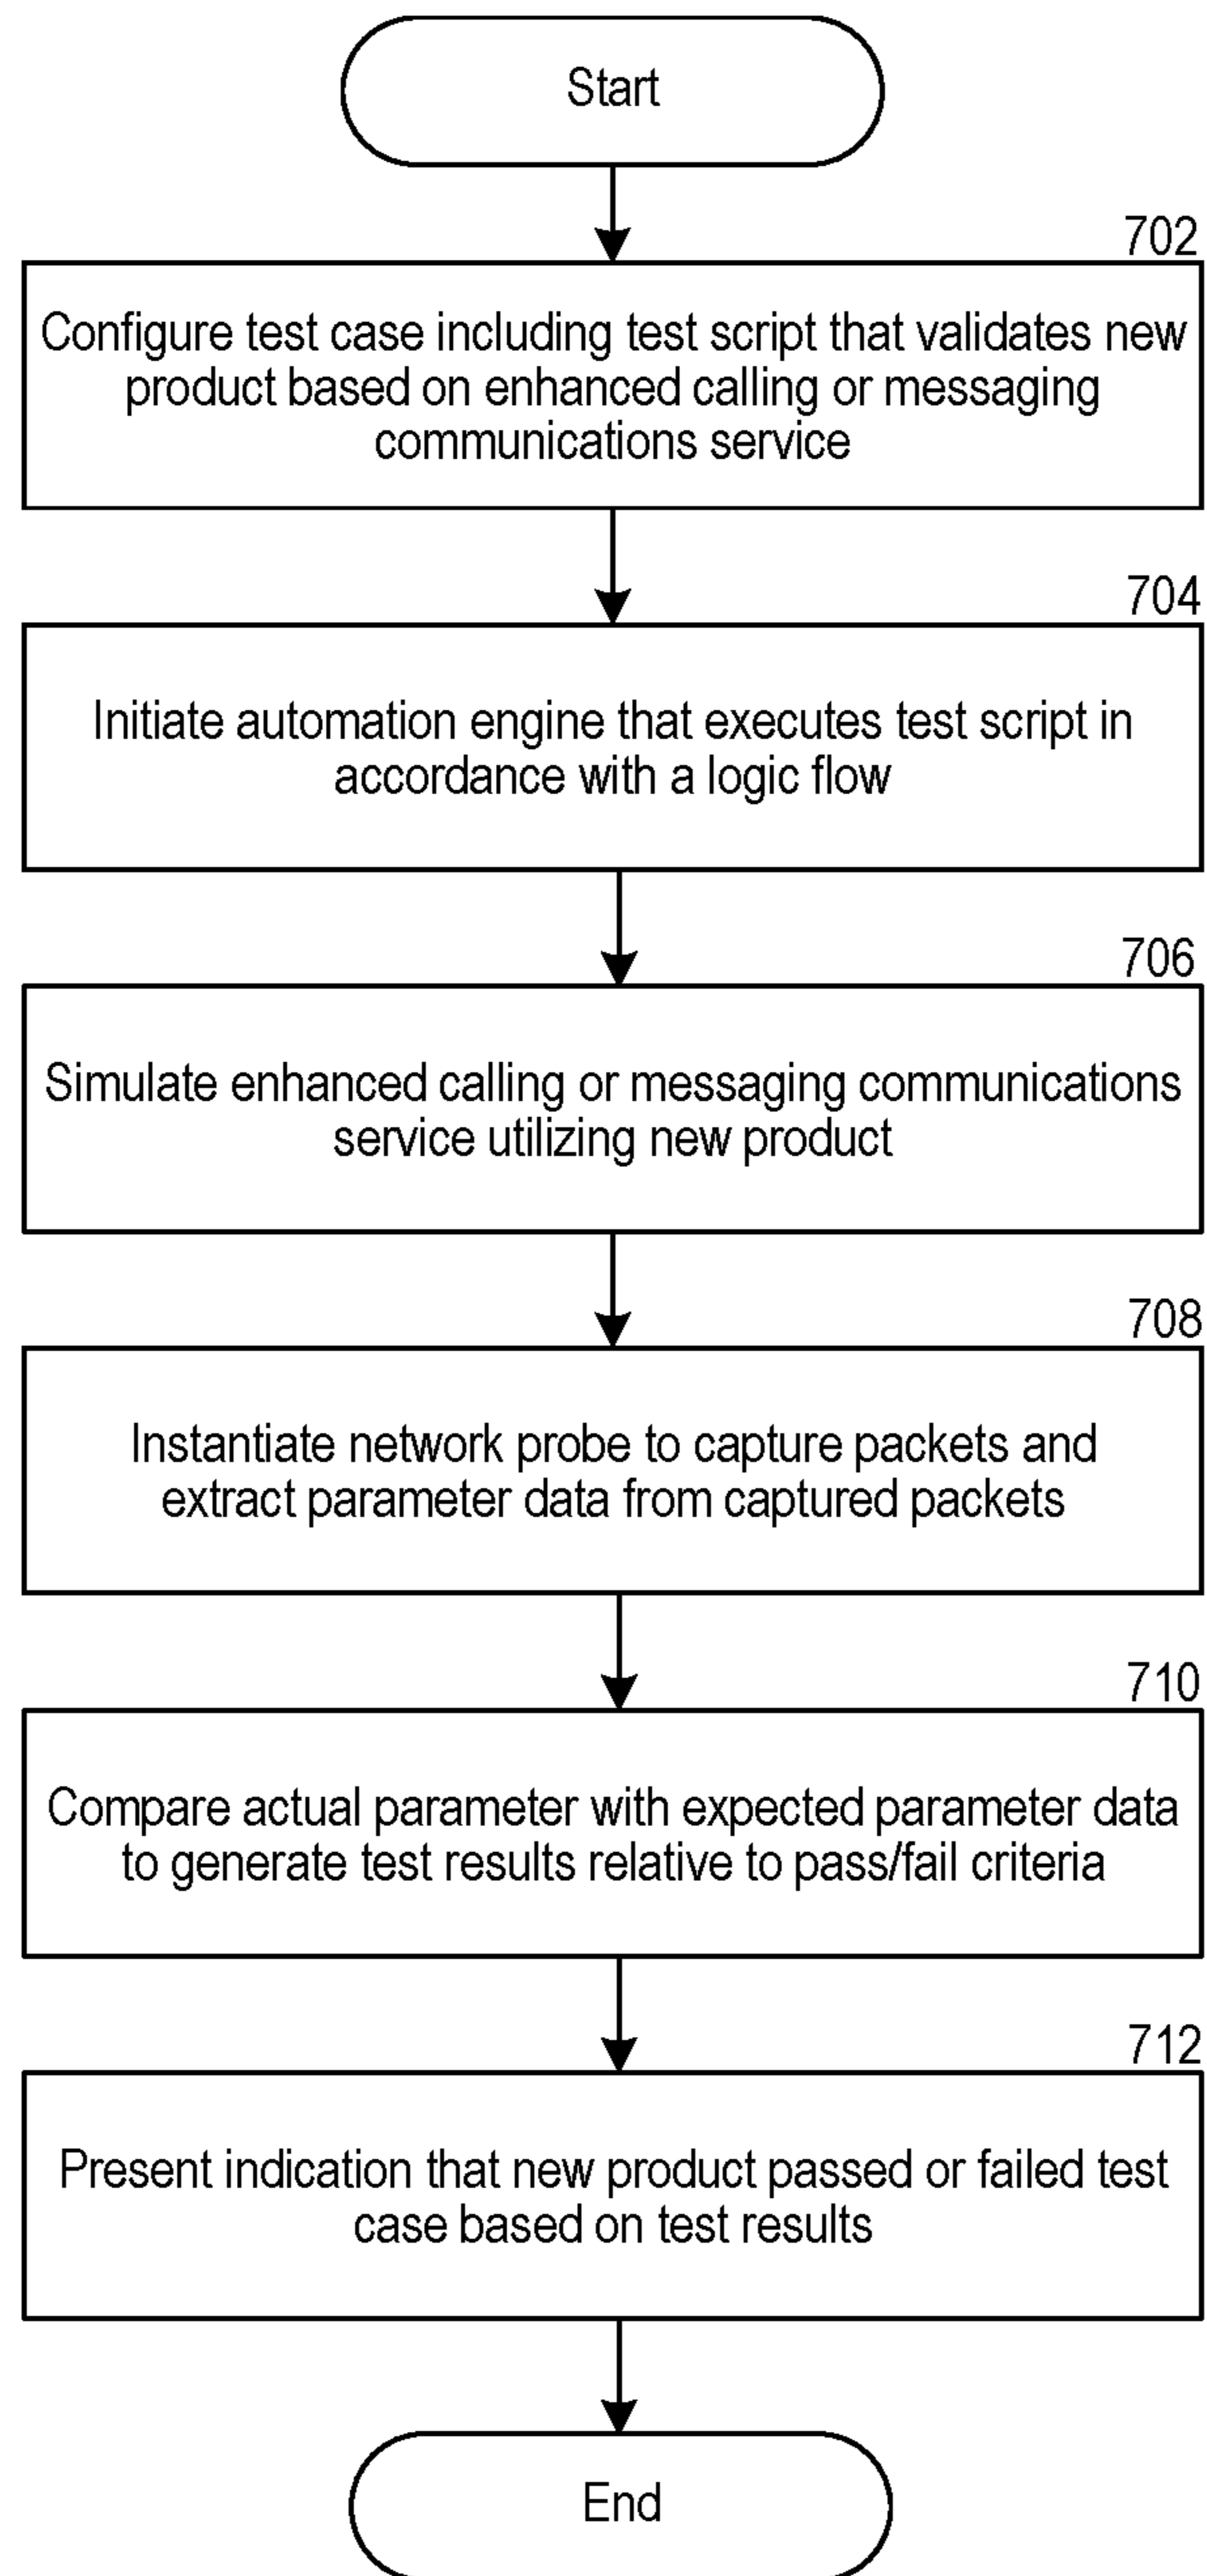 Start
702
Configure test case including test script that validates new
product based on enhanced calling or messaging
communications service
704
Initiate automation engine that executes test script in
accordance with a logic flow
706
Simulate enhanced calling or messaging communications
service utilizing new product
708
Instantiate network probe to capture packets and
extract parameter data from captured packets
710
Compare actual parameter with expected parameter data
to generate test results relative to pass/fail criteria
712
Present indication that new product passed or failed test
case based on test results
End